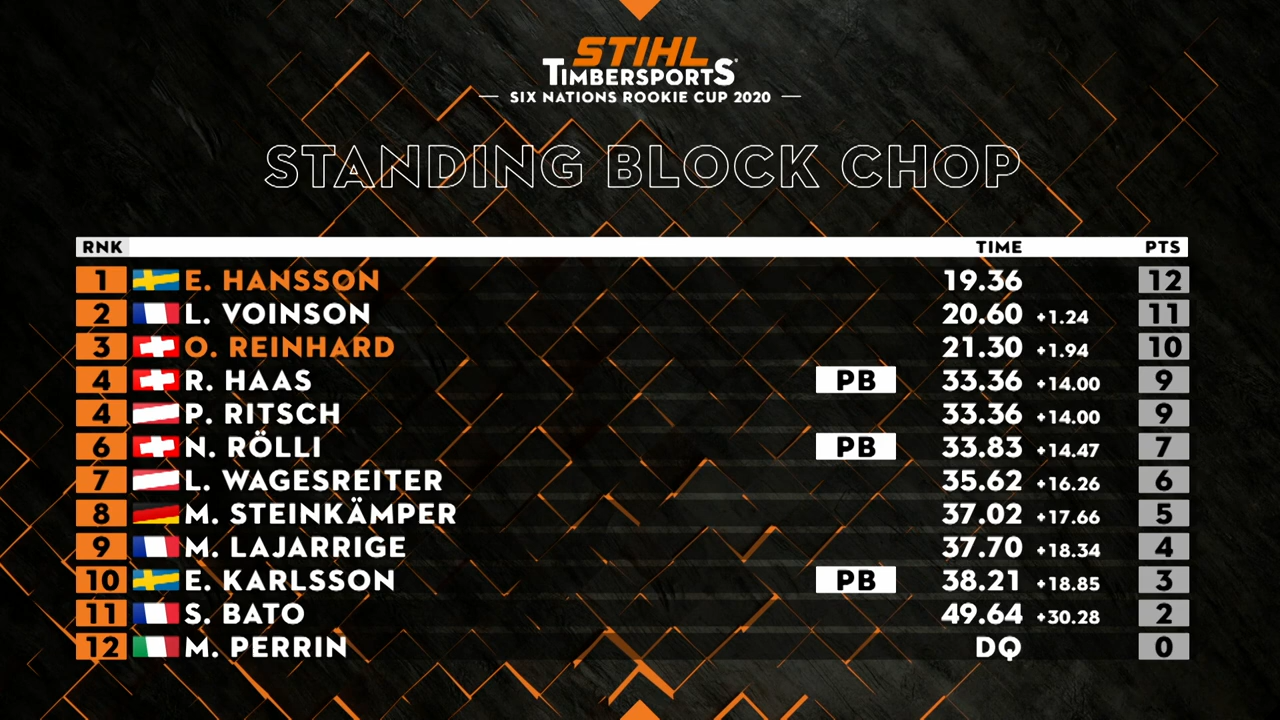 STIHL
TIMBERSPORTS®
SIX NATIONS ROOKIE CUP 2020
STANDING BLOCK CHOP
RNK TIME PTS
1 E. HANSSON 19.36 12
2 L. VOINSON 20.60 +1.24 11
3 O. REINHARD 21.30 +1.94 10
4 R. HAAS PB 33.36 +14.00 9
4 P. RITSCH 33.36 +14.00 9
6 N. RÖLLI PB 33.83 +14.47 7
7 L. WAGESREITER 35.62 +16.26 6
8 M. STEINKÄMPER 37.02 +17.66 5
9 M. LAJARRIGE 37.70 +18.34 4
10 E. KARLSSON PB 38.21 +18.85 3
11 S. BATO 49.64 +30.28 2
12 M. PERRIN DQ 0